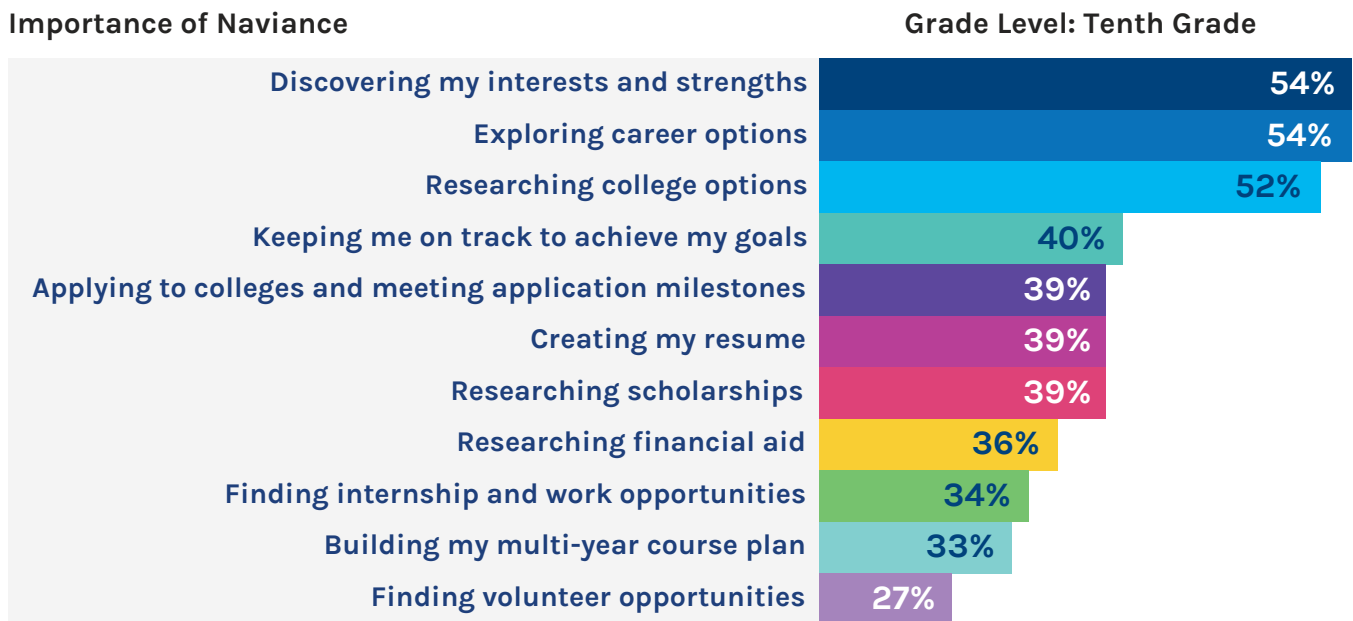 Importance of Naviance
Grade Level: Tenth Grade
Discovering my interests and strengths 54%
Exploring career options 54%
Researching college options 52%
Keeping me on track to achieve my goals 40%
Applying to colleges and meeting application milestones 39%
Creating my resume 39%
Researching scholarships 39%
Researching financial aid 36%
Finding internship and work opportunities 34%
Building my multi-year course plan 33%
Finding volunteer opportunities 27%